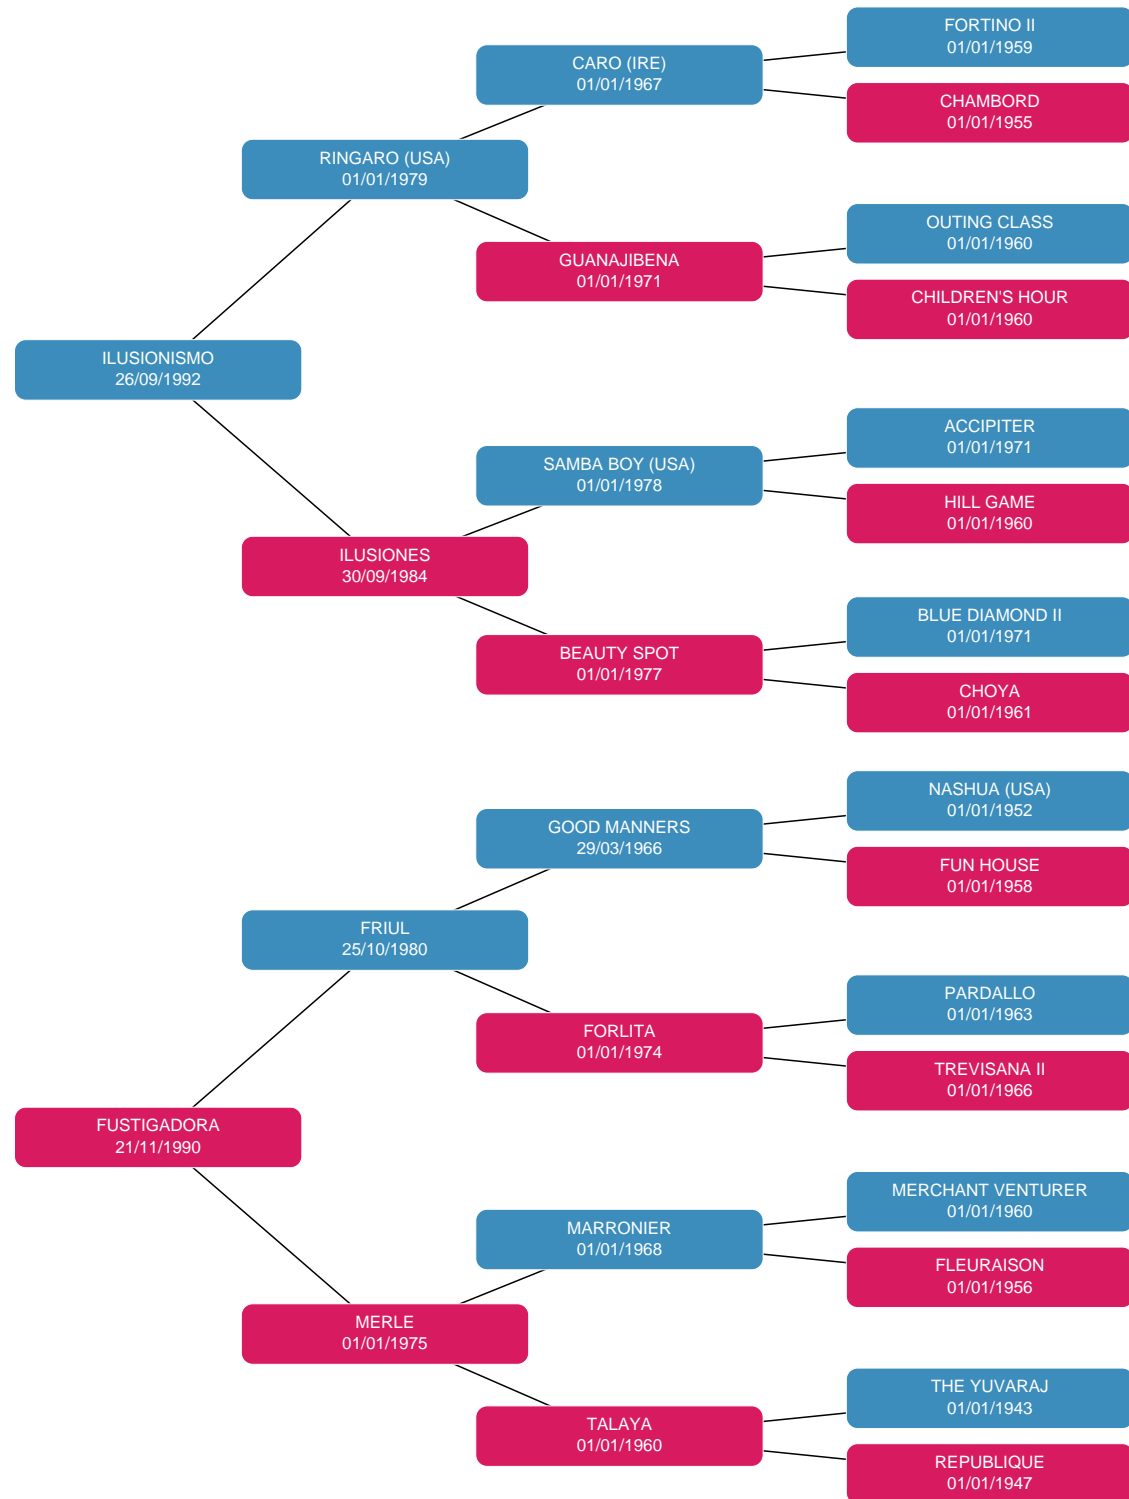 FORTINO II
01/01/1959
CARO (IRE)
01/01/1967
CHAMBORD
01/01/1955
RINGARO (USA)
01/01/1979
OUTING CLASS
01/01/1960
GUANAJIBENA
01/01/1971
CHILDREN'S HOUR
01/01/1960
ILUSIONISMO
26/09/1992
ACCIPITER
01/01/1971
SAMBA BOY (USA)
01/01/1978
HILL GAME
01/01/1960
ILUSIONES
30/09/1984
BLUE DIAMOND II
01/01/1971
BEAUTY SPOT
01/01/1977
CHOYA
01/01/1961
NASHUA (USA)
01/01/1952
GOOD MANNERS
29/03/1966
FUN HOUSE
01/01/1958
FRIUL
25/10/1980
PARDALLO
01/01/1963
FORLITA
01/01/1974
TREVISANA II
01/01/1966
FUSTIGADORA
21/11/1990
MERCHANT VENTURER
01/01/1960
MARRONIER
01/01/1968
FLEURAISON
01/01/1956
MERLE
01/01/1975
THE YUVARAJ
01/01/1943
TALAYA
01/01/1960
REPUBLIQUE
01/01/1947